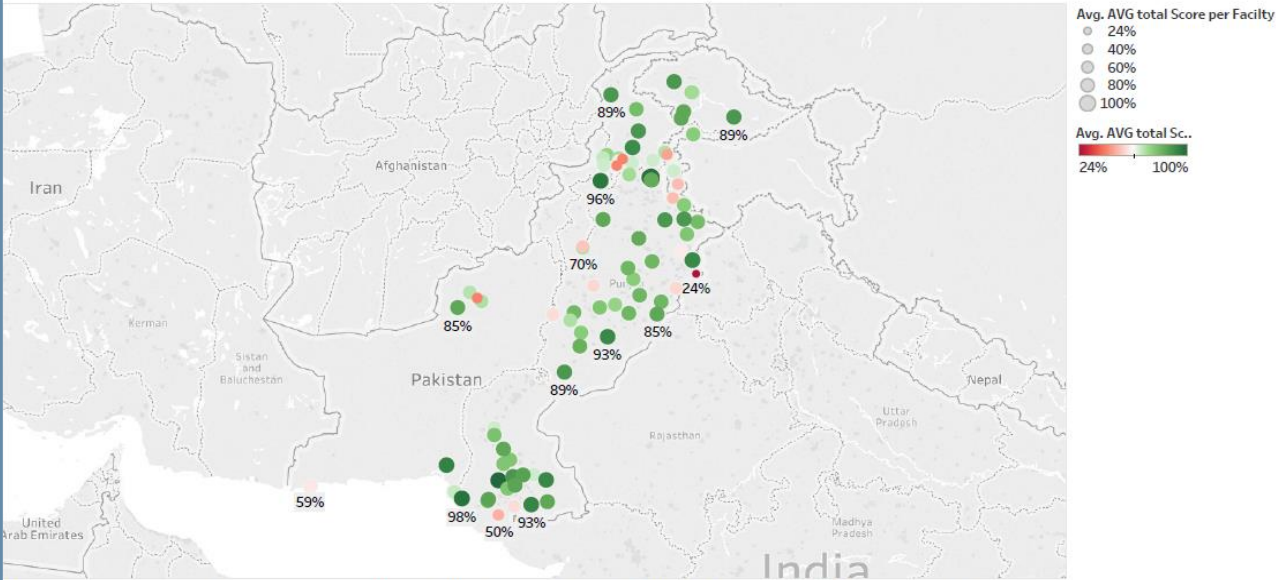 Avg. AVG total Score per Facilty
24%
40%
60%
80%
100%
Avg. AVG total Sc..
24% 100%
89%
89%
Afghanistan
Iran
96%
70%
24%
85%
85%
Kerman
93%
Sistan
and
Baluchestan
Pakistan
89%
Nepal
Uttar
Pradesh
Rajasthan
59%
98%
93%
50%
United
Arab Emirates
Madhya
Pradesh
India